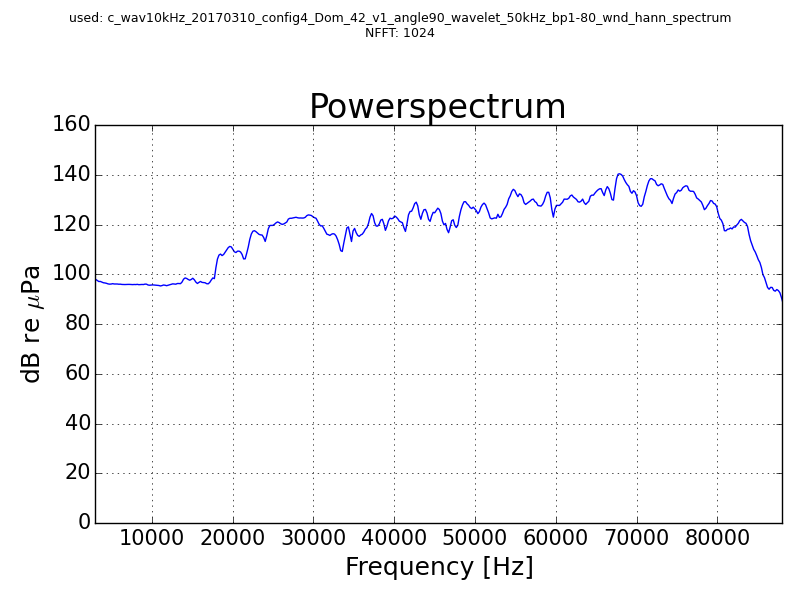 used: c_wav10kHz_20170310_config4_Dom_42_v1_angle90_wavelet_50kHz_bp1-80_wnd_hann_spectrum
NFFT: 1024
Powerspectrum
160
140
120
100
80
60
40
20
0
dB re μPa
10000 20000 30000 40000 50000 60000 70000 80000
Frequency [Hz]